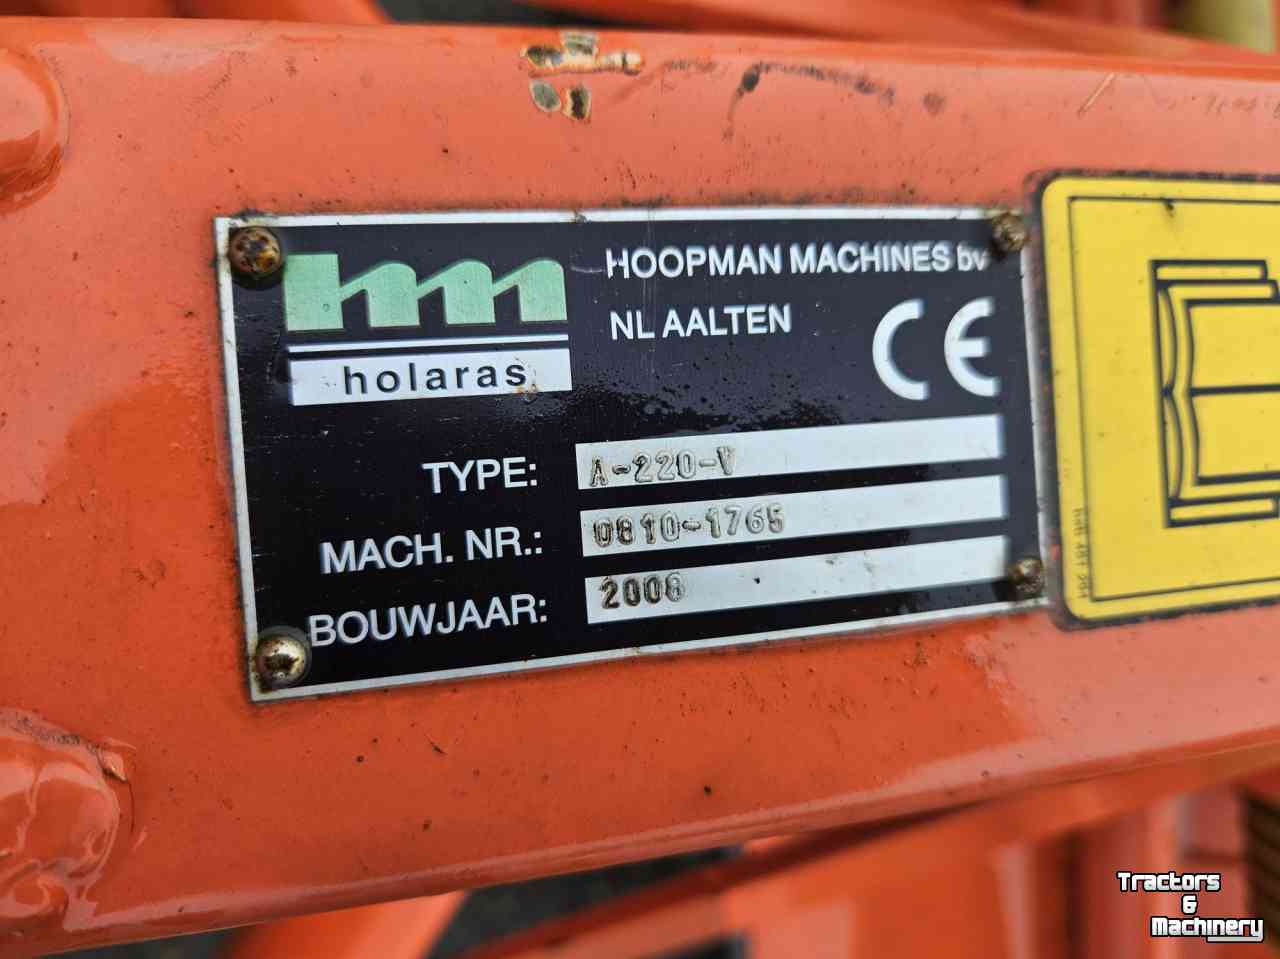 hm
holaras
HOOPMAN MACHINES bv
NL AALTEN
CE
TYPE: A-220-V
MACH. NR.: 0810-1765
BOUWJAAR: 2008
Tractors
&
Machinery